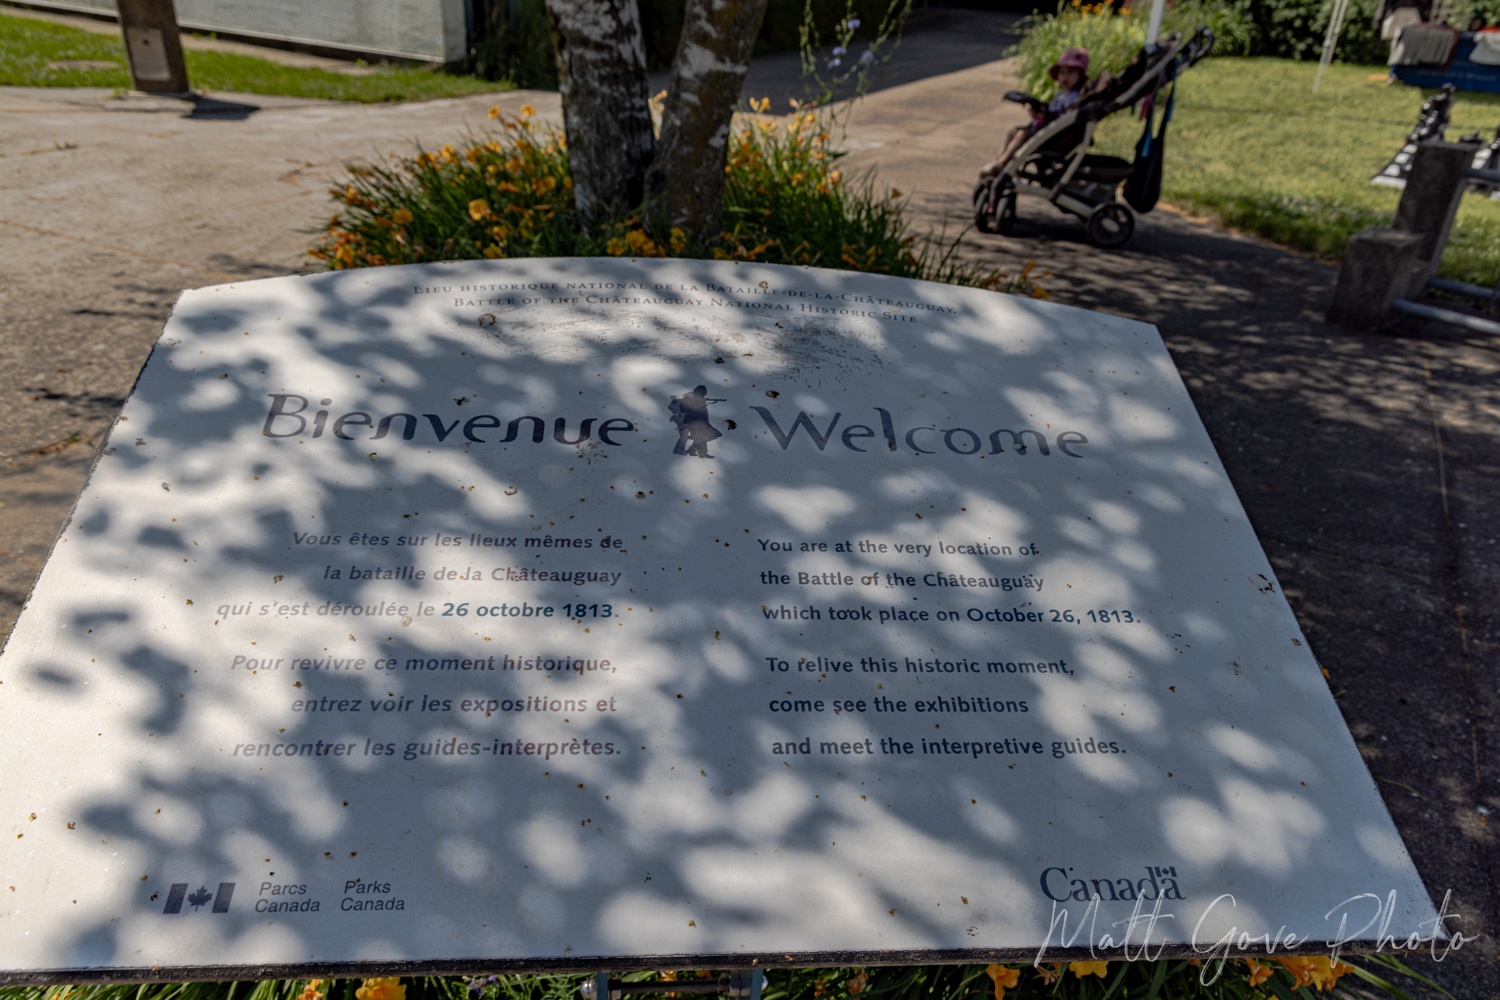 Lieu historique national de la Bataille-de-la-Châteauguay
Battle of the Châteauguay National Historic Site
Bienvenue
Welcome
Vous êtes sur les lieux mêmes de
la bataille de la Châteauguay
qui s'est déroulée le 26 octobre 1813.
Pour revivre ce moment historique,
entrez voir les expositions et
rencontrer les guides-interprètes.
You are at the very location of
the Battle of the Châteauguay
which took place on October 26, 1813.
To relive this historic moment,
come see the exhibitions
and meet the interpretive guides.
Parcs
Canada
Parks
Canada
Canada
Matt Gove Photo